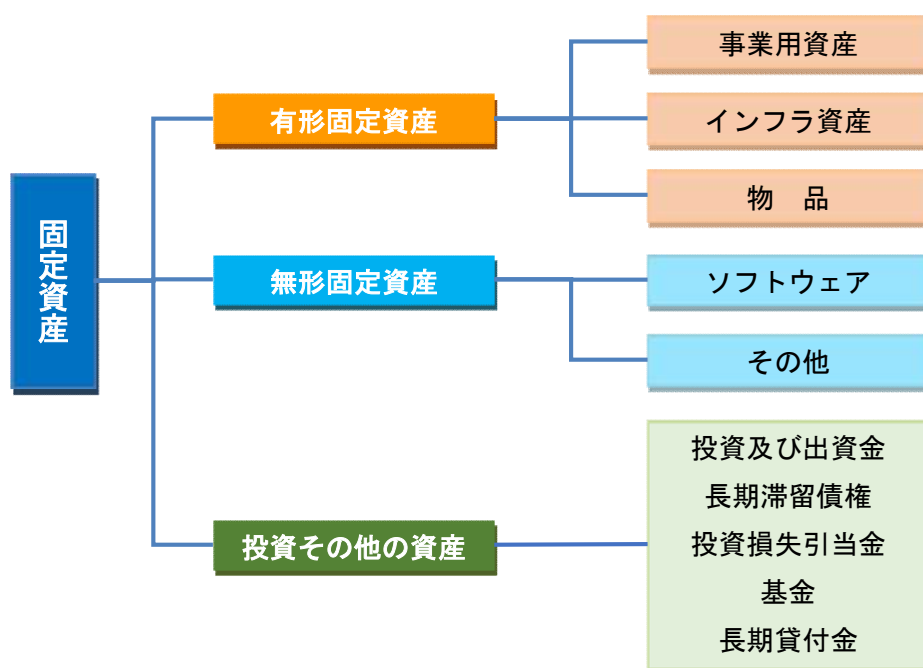 固定資産
有形固定資産
事業用資産
インフラ資産
物　品
無形固定資産
ソフトウェア
その他
投資その他の資産
投資及び出資金
長期滞留債権
投資損失引当金
基金
長期貸付金